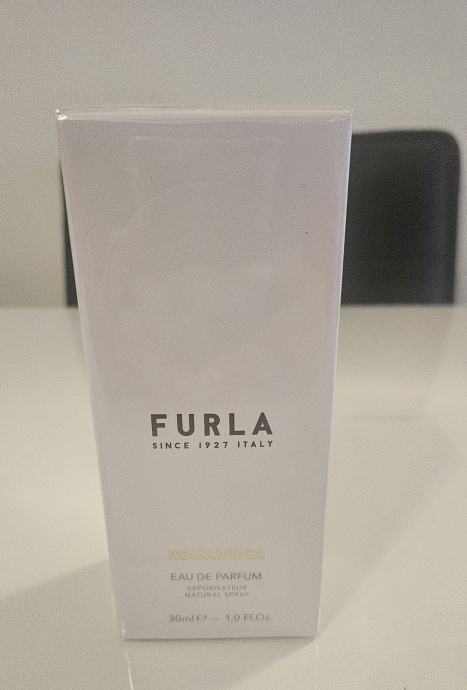 FURLA
SINCE 1927 ITALY
ROMANTICA
EAU DE PARFUM
VAPORISATEUR
NATURAL SPRAY
30ml ℮ – 1,0 Fl.Oz.